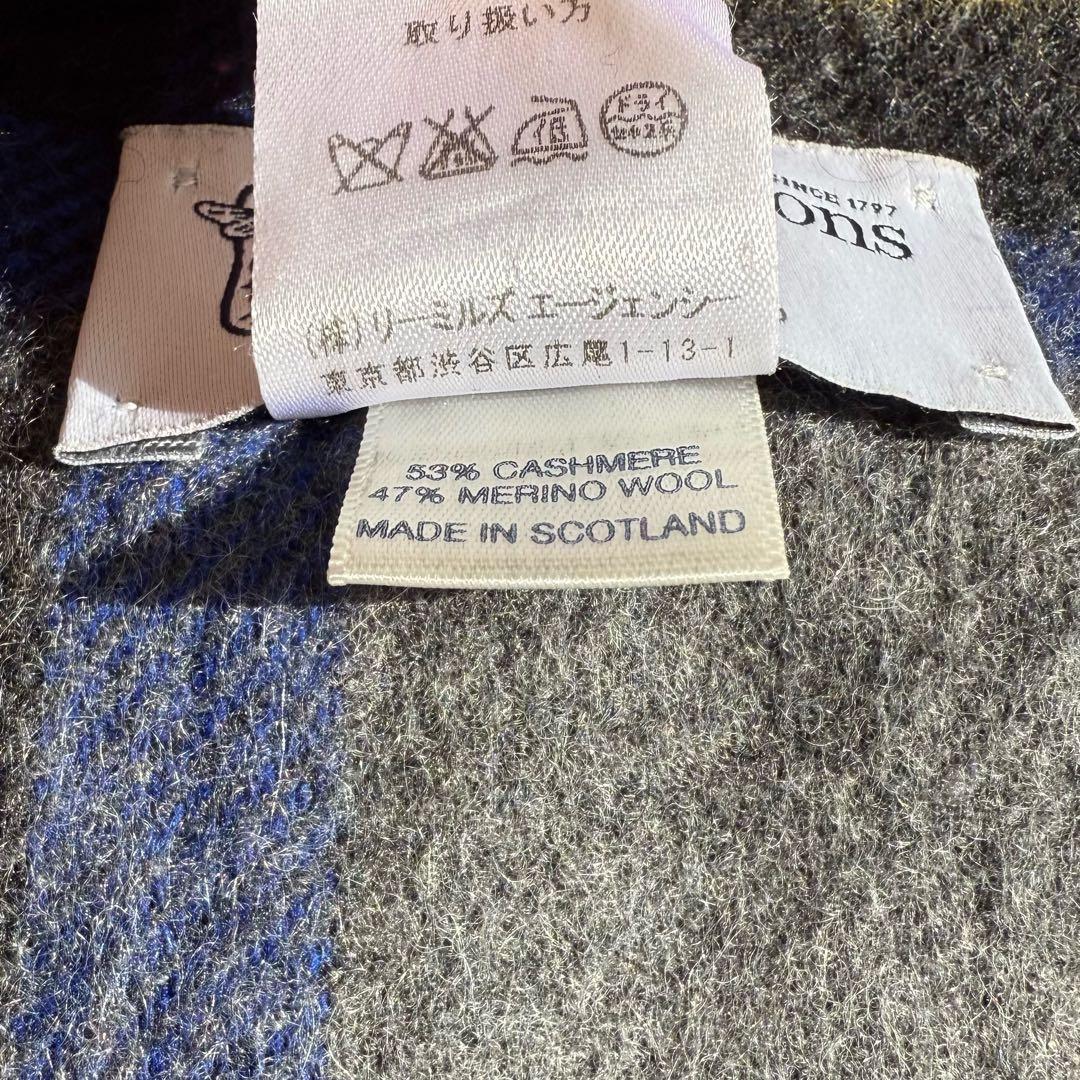 取り扱い方
低
ドライ
SINCE 1797
ons
(株)リーミルズ エージェンシー
東京都渋谷区広尾1-13-1
53% CASHMERE
47% MERINO WOOL
MADE IN SCOTLAND